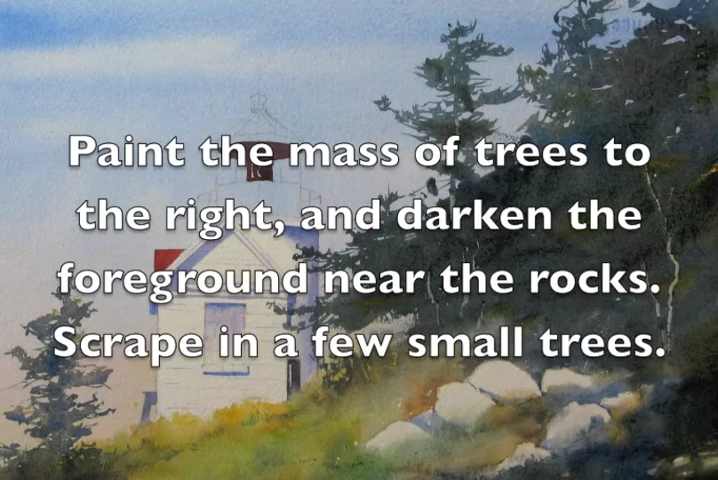 Paint the mass of trees to
the right, and darken the
foreground near the rocks.
Scrape in a few small trees.